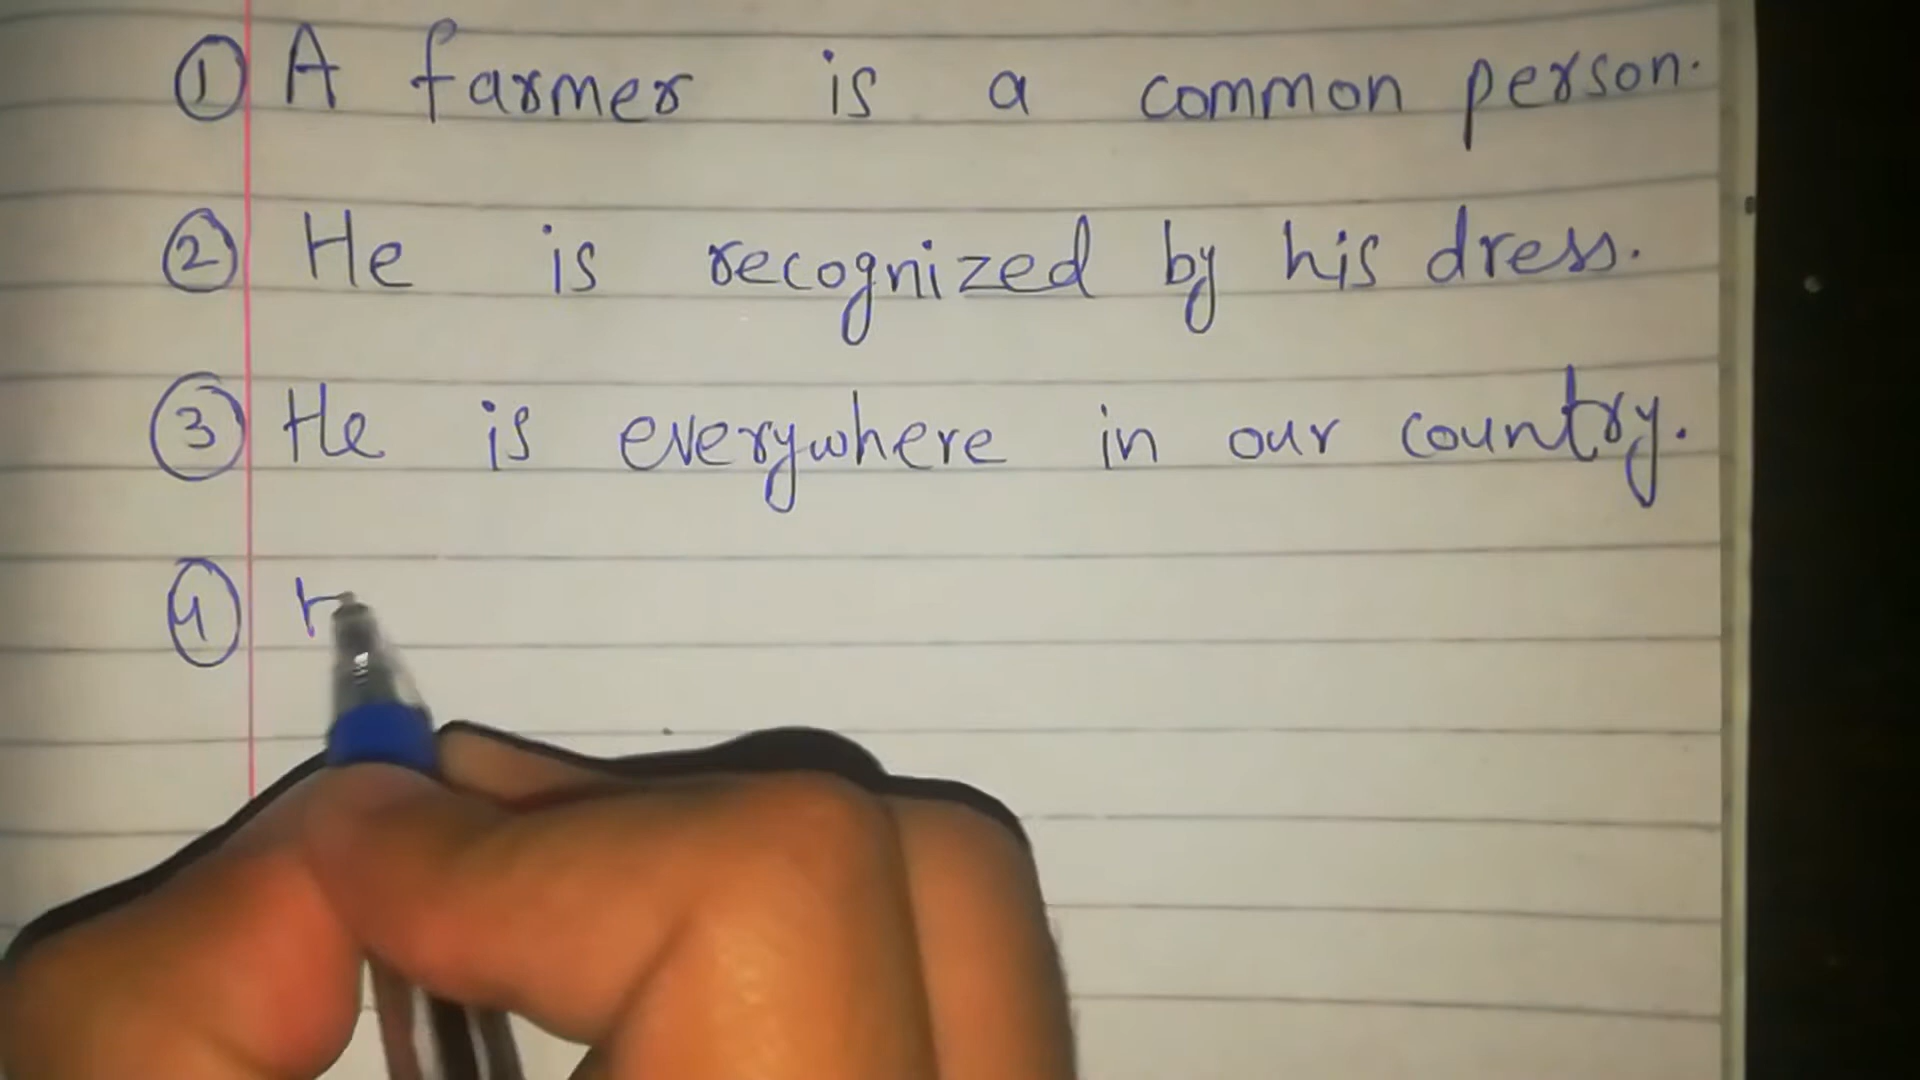 ① A farmer is a common person.
② He is recognized by his dress.
③ He is everywhere in our country.
④